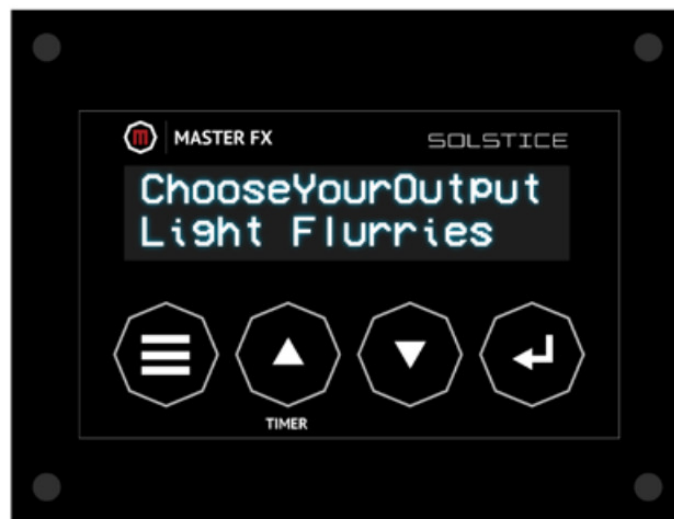 MASTER FX
SOLSTICE
ChooseYourOutput
Light Flurries
TIMER